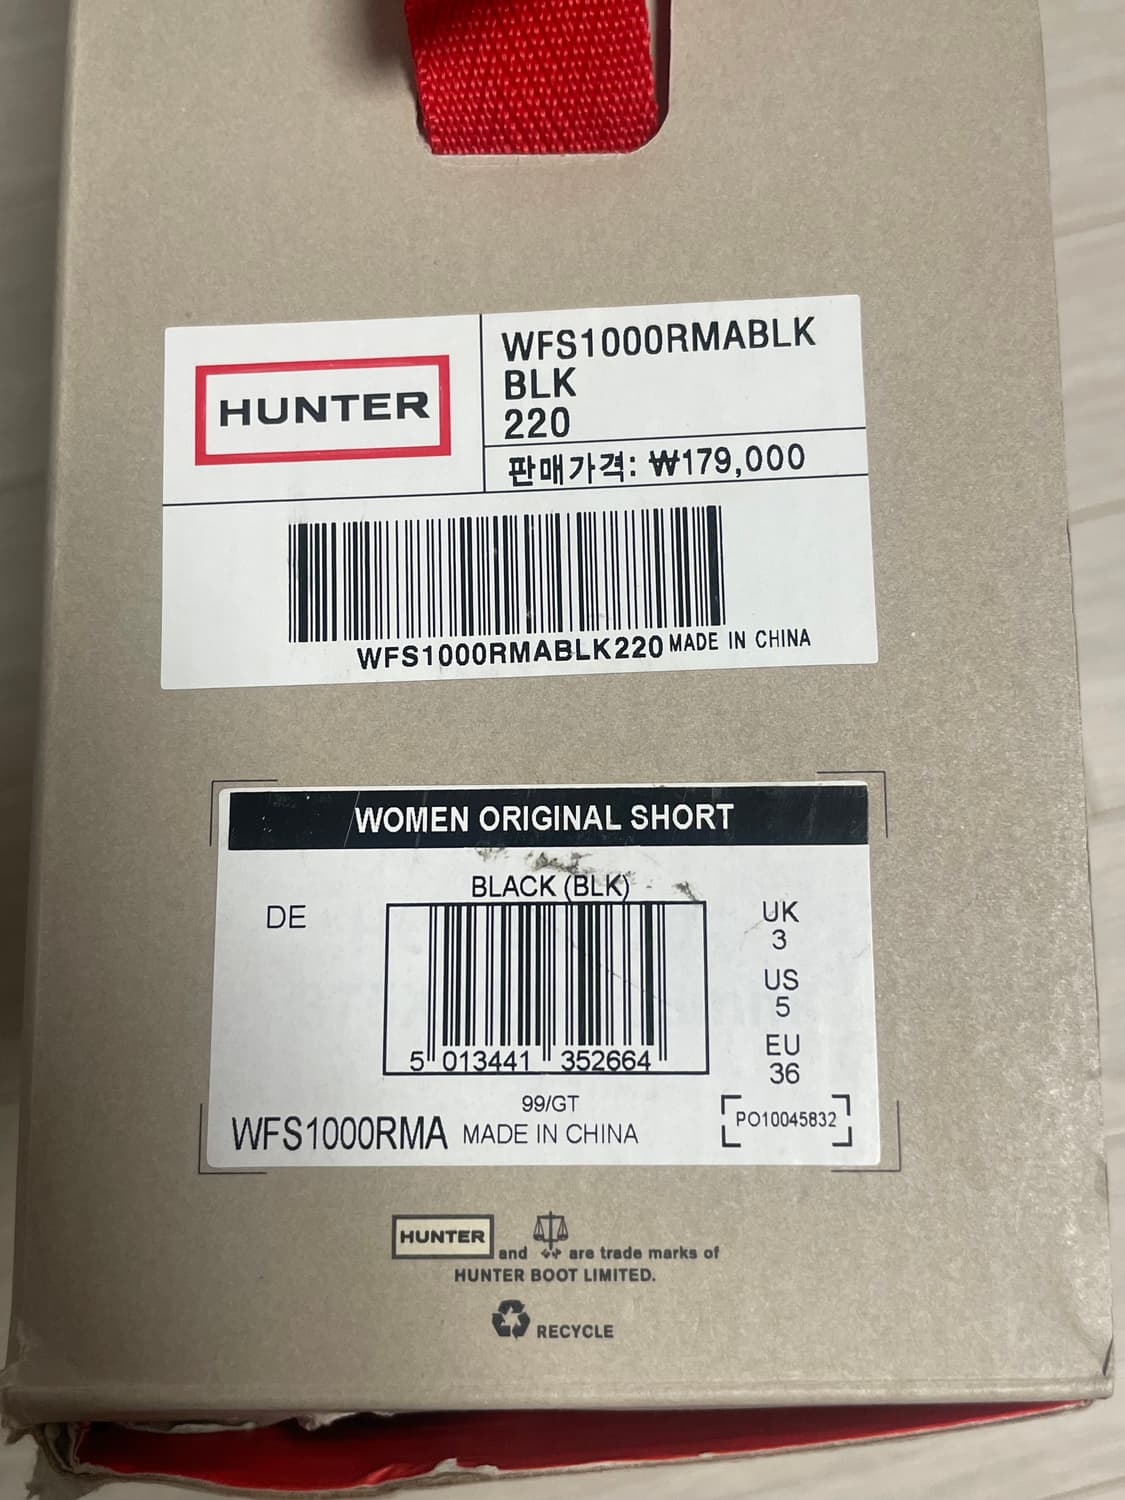 HUNTER
WFS1000RMABLK
BLK
220
판매가격: ₩179,000
WFS1000RMABLK220 MADE IN CHINA
WOMEN ORIGINAL SHORT
BLACK (BLK)
DE
UK
3
US
5
EU
36
5 013441 352664
99/GT
WFS1000RMA MADE IN CHINA
PO10045832
HUNTER and are trade marks of
HUNTER BOOT LIMITED.
RECYCLE